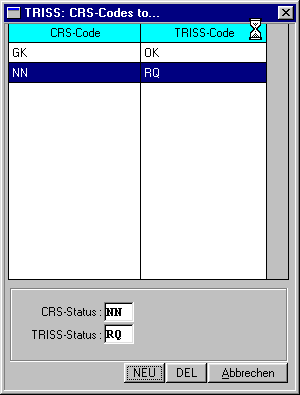 TRISS: CRS-Codes to...
CRS-Code TRISS-Code
GK OK
NN RQ
CRS-Status : NN
TRISS-Status : RQ
NEU DEL Abbrechen